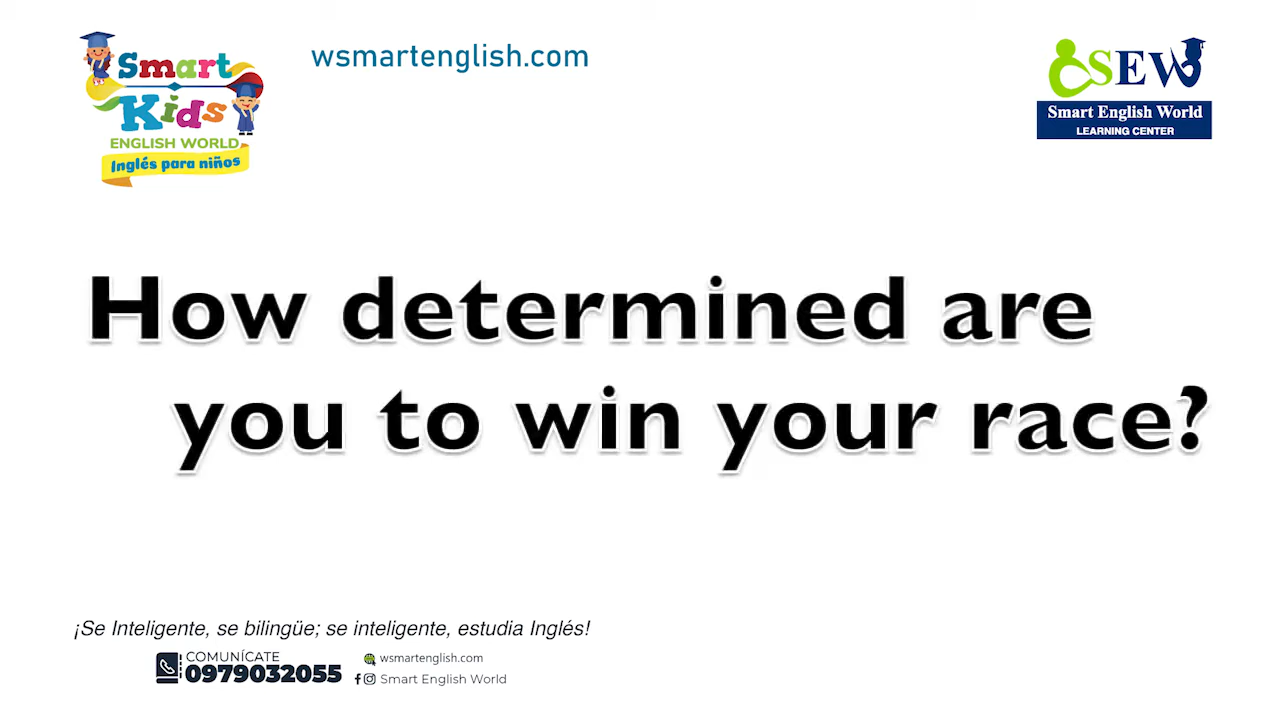 Smart
Kids
ENGLISH WORLD
Inglés para niños
wsmartenglish.com
SEW
Smart English World
LEARNING CENTER
How determined are
you to win your race?
¡Se Inteligente, se bilingüe; se inteligente, estudia Inglés!
COMUNÍCATE
0979032055
wsmartenglish.com
Smart English World